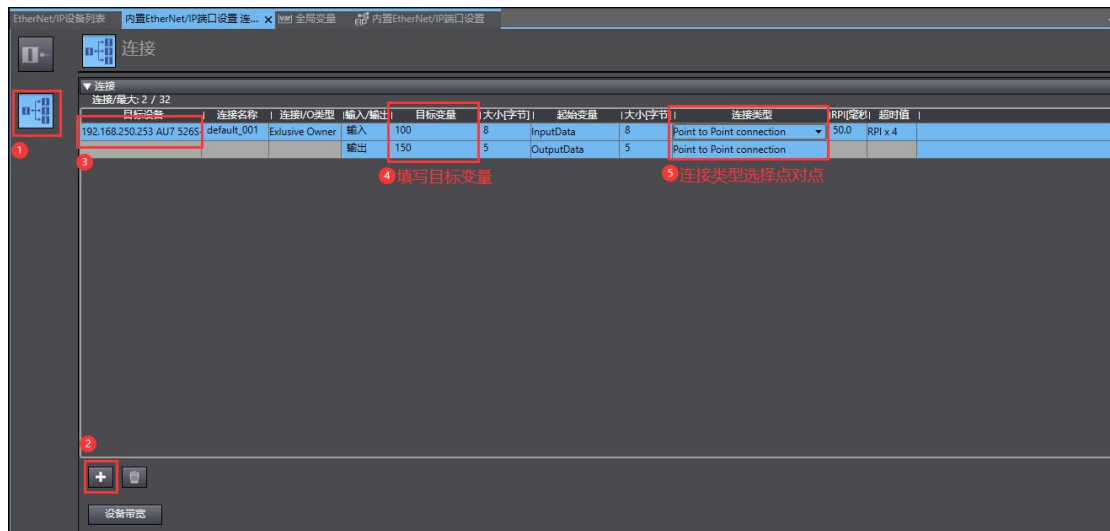 EtherNet/IP设备列表 内置EtherNet/IP端口设置 连... x VAR 全局变量 EIP 内置EtherNet/IP端口设置
连接
▼连接
连接/最大: 2 / 32
目标设备 连接名称 连接I/O类型 输入/输出 目标变量 大小[字节] 起始变量 大小[字节] 连接类型 RPI[毫秒] 超时值
192.168.250.253 AU7 526S- default_001 Exlusive Owner 输入 100 8 InputData 8 Point to Point connection 50.0 RPI x 4
输出 150 5 OutputData 5 Point to Point connection
1
3
4 填写目标变量
5 连接类型选择点对点
2
+
设备带宽